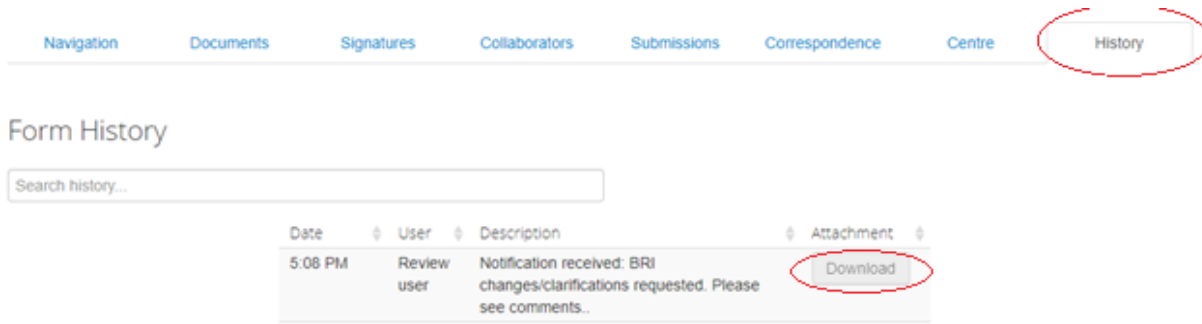 Navigation Documents Signatures Collaborators Submissions Correspondence Centre History
Form History
Search history...
Date User Description Attachment
5:08 PM Review Notification received: BRI Download
user changes/clarifications requested. Please
see comments..